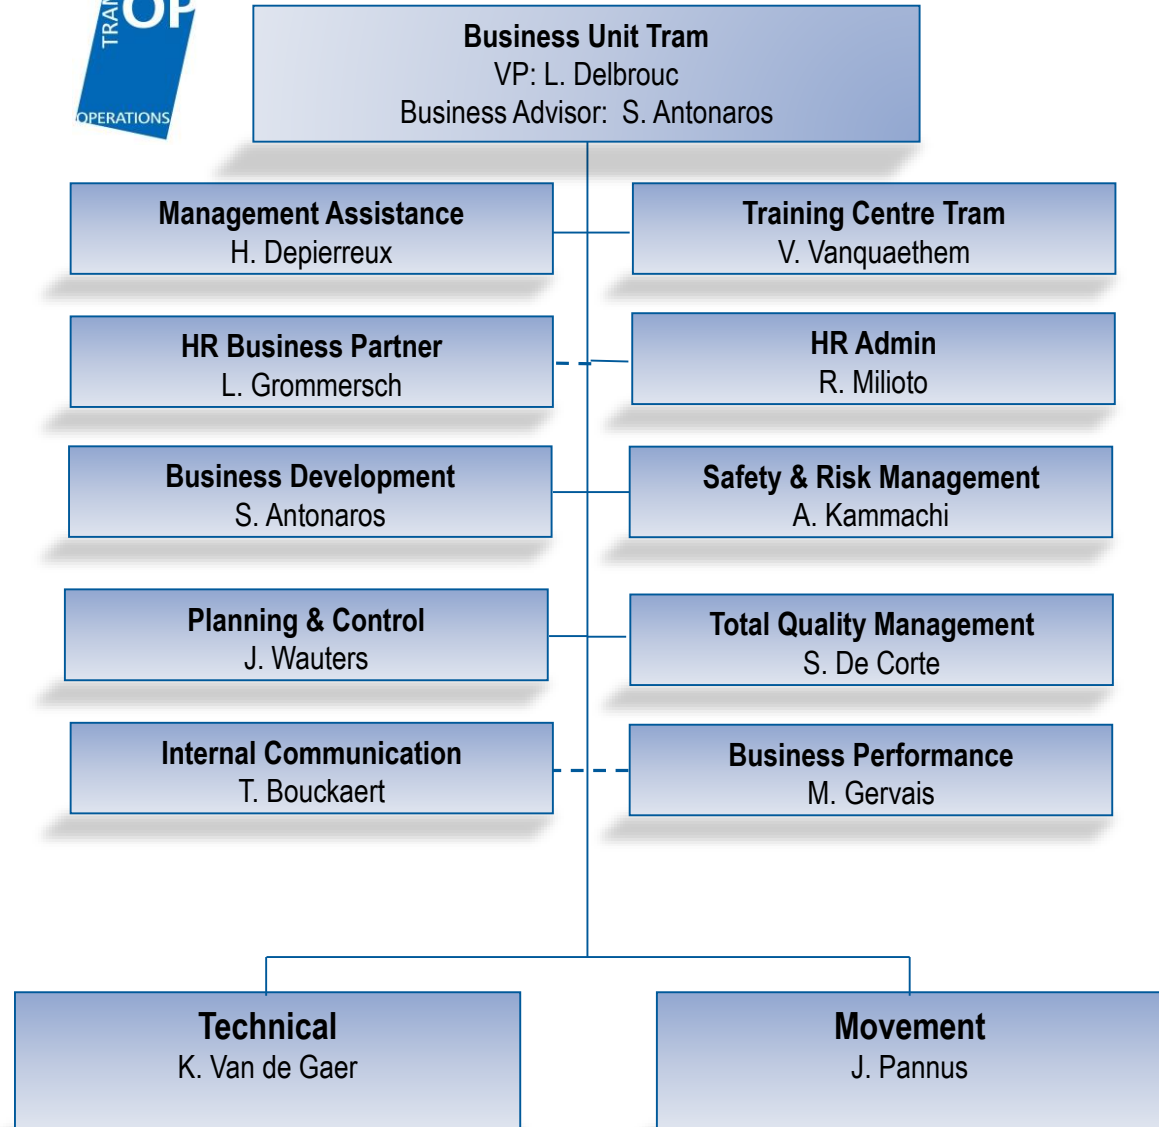 OP
OPERATIONS
Business Unit Tram
VP: L. Delbrouc
Business Advisor: S. Antonaros
Management Assistance
H. Depierreux
Training Centre Tram
V. Vanquaethem
HR Business Partner
L. Grommersch
HR Admin
R. Milioto
Business Development
S. Antonaros
Safety & Risk Management
A. Kammachi
Planning & Control
J. Wauters
Total Quality Management
S. De Corte
Internal Communication
T. Bouckaert
Business Performance
M. Gervais
Technical
K. Van de Gaer
Movement
J. Pannus